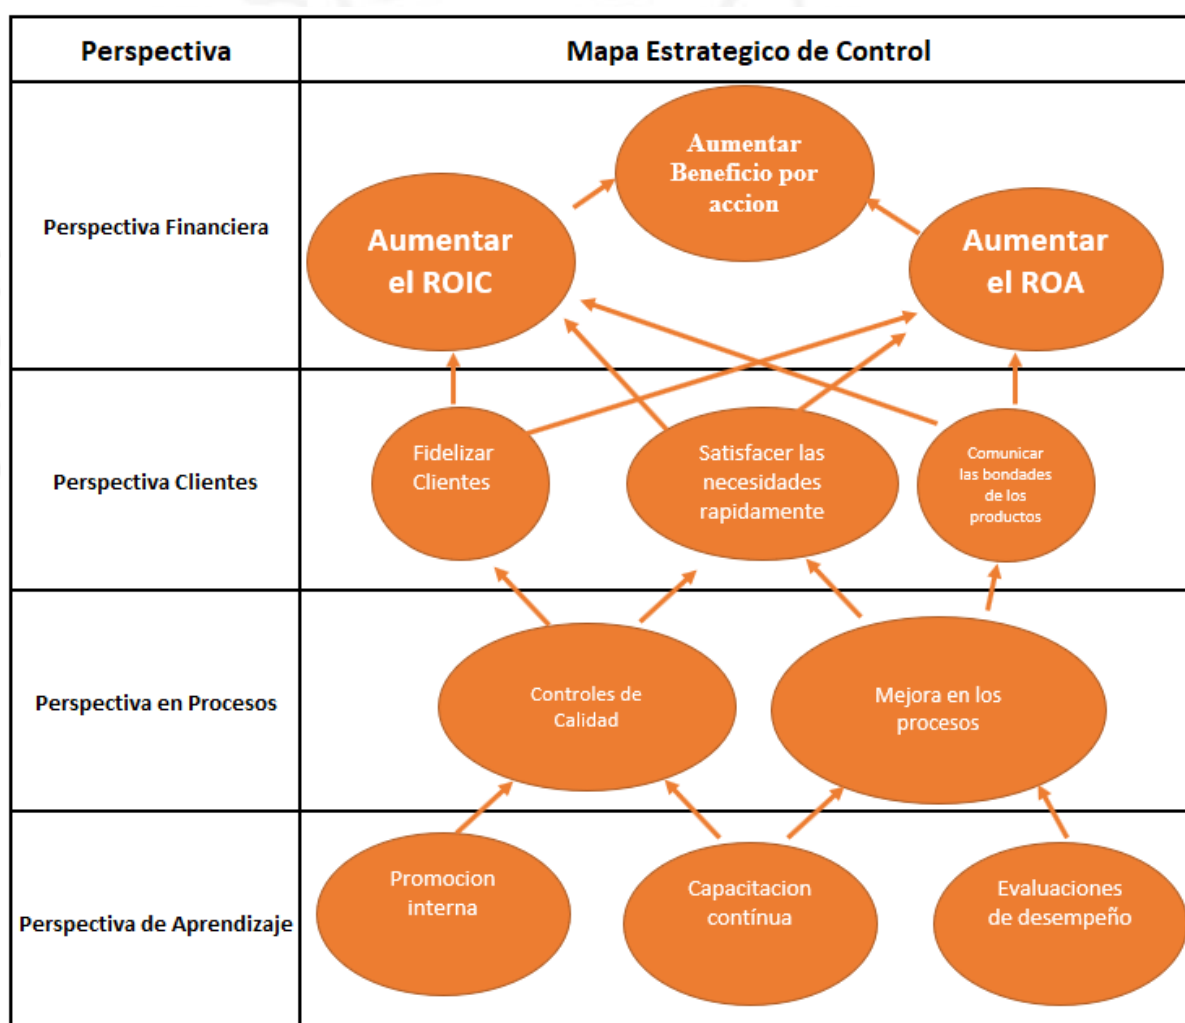 Perspectiva
Mapa Estrategico de Control
Perspectiva Financiera
Aumentar
Beneficio por
accion
Aumentar
el ROIC
Aumentar
el ROA
Perspectiva Clientes
Fidelizar
Clientes
Satisfacer las
necesidades
rapidamente
Comunicar
las bondades
de los
productos
Perspectiva en Procesos
Controles de
Calidad
Mejora en los
procesos
Perspectiva de Aprendizaje
Promocion
interna
Capacitacion
contínua
Evaluaciones
de desempeño